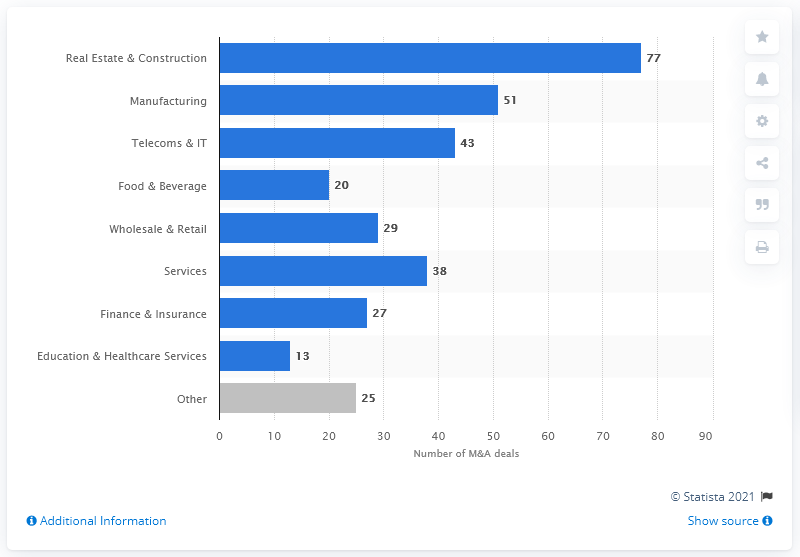 Real Estate & Construction 77
Manufacturing 51
Telecoms & IT 43
Food & Beverage 20
Wholesale & Retail 29
Services 38
Finance & Insurance 27
Education & Healthcare Services 13
Other 25
0 10 20 30 40 50 60 70 80 90
Number of M&A deals
© Statista 2021
Additional Information Show source